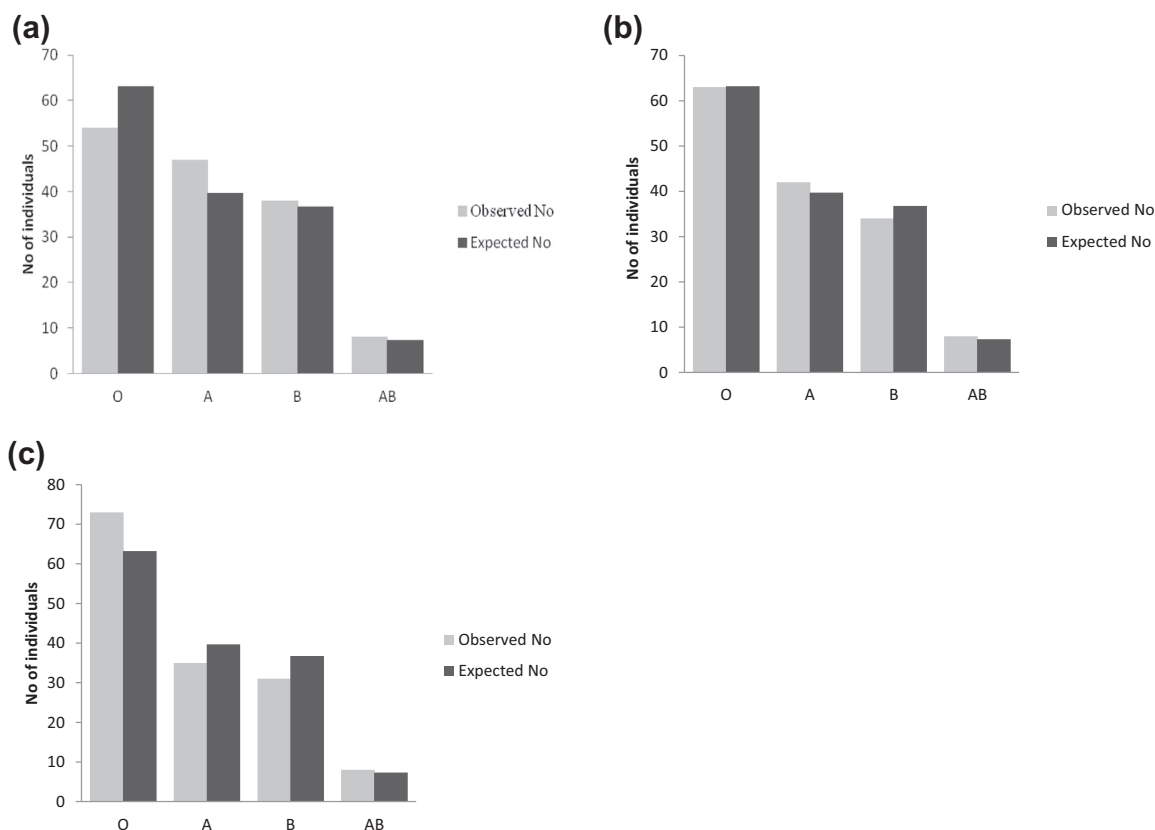 (a)
70
60
50
40
30
20
10
0
No of individuals
O A B AB
Observed No
Expected No
(b)
70
60
50
40
30
20
10
0
No of individuals
O A B AB
Observed No
Expected No
(c)
80
70
60
50
40
30
20
10
0
No of individuals
O A B AB
Observed No
Expected No